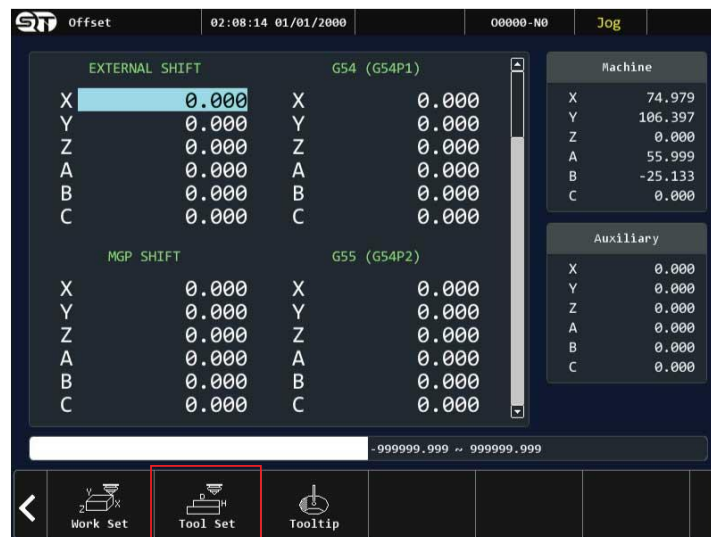 SNT Offset 02:08:14 01/01/2000 O0000-N0 Jog
EXTERNAL SHIFT G54 (G54P1)
X 0.000 X 0.000
Y 0.000 Y 0.000
Z 0.000 Z 0.000
A 0.000 A 0.000
B 0.000 B 0.000
C 0.000 C 0.000
MGP SHIFT G55 (G54P2)
X 0.000 X 0.000
Y 0.000 Y 0.000
Z 0.000 Z 0.000
A 0.000 A 0.000
B 0.000 B 0.000
C 0.000 C 0.000
Machine
X 74.979
Y 106.397
Z 0.000
A 55.999
B -25.133
C 0.000
Auxiliary
X 0.000
Y 0.000
Z 0.000
A 0.000
B 0.000
C 0.000
-999999.999 ~ 999999.999
Y X Z D H
Work Set Tool Set Tooltip